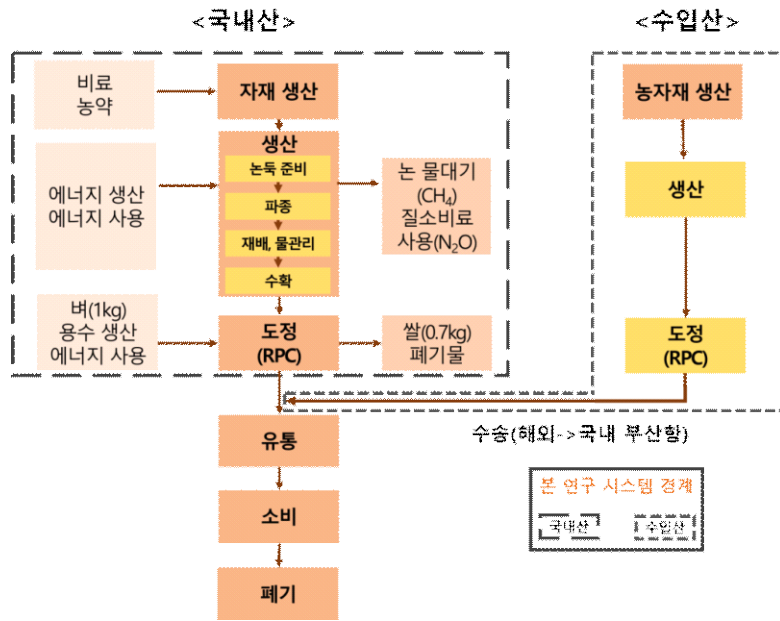 <국내산>
<수입산>
비료
농약
자재 생산
농자재 생산
생산
논둑 준비
파종
재배, 물관리
수확
에너지 생산
에너지 사용
논 물대기
(CH₄)
질소비료
사용(N₂O)
생산
벼(1kg)
용수 생산
에너지 사용
도정
(RPC)
쌀(0.7kg)
폐기물
도정
(RPC)
유통
수송(해외->국내 부산항)
소비
폐기
본 연구 시스템 경계
국내산
수입산